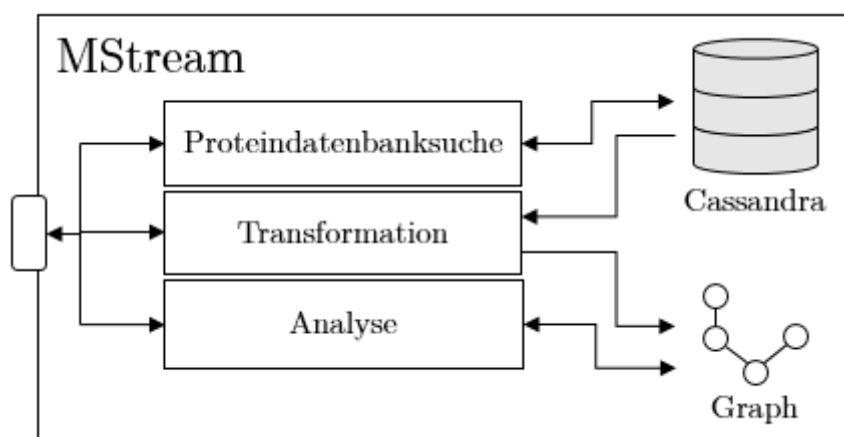 MStream
Proteindatenbanksuche
Transformation
Analyse
Cassandra
Graph